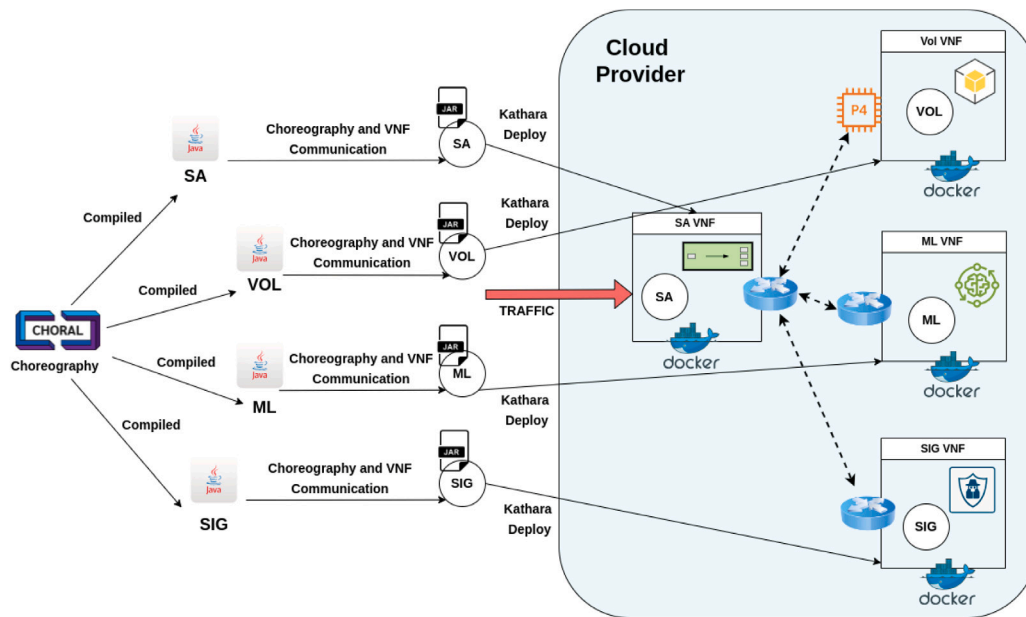 Cloud
Provider
Vol VNF
P4
VOL
docker
JAR
SA
Choreography and VNF
Communication
Kathara
Deploy
Java
SA
Compiled
JAR
VOL
Choreography and VNF
Communication
Kathara
Deploy
Java
VOL
Compiled
SA VNF
SA
docker
TRAFFIC
ML VNF
ML
docker
CHORAL
Choreography
Compiled
Java
ML
Choreography and VNF
Communication
JAR
ML
Kathara
Deploy
Compiled
Java
SIG
Choreography and VNF
Communication
JAR
SIG
Kathara
Deploy
SIG VNF
SIG
docker